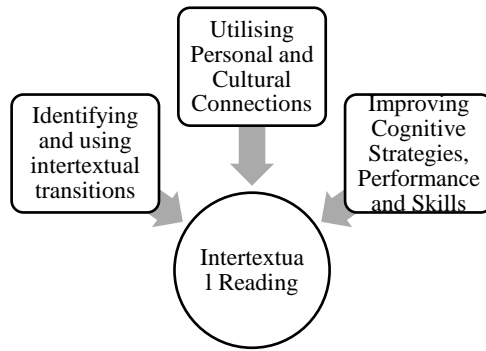 Utilising
Personal and
Cultural
Connections
Identifying
and using
intertextual
transitions
Improving
Cognitive
Strategies,
Performance
and Skills
Intertextua
l Reading